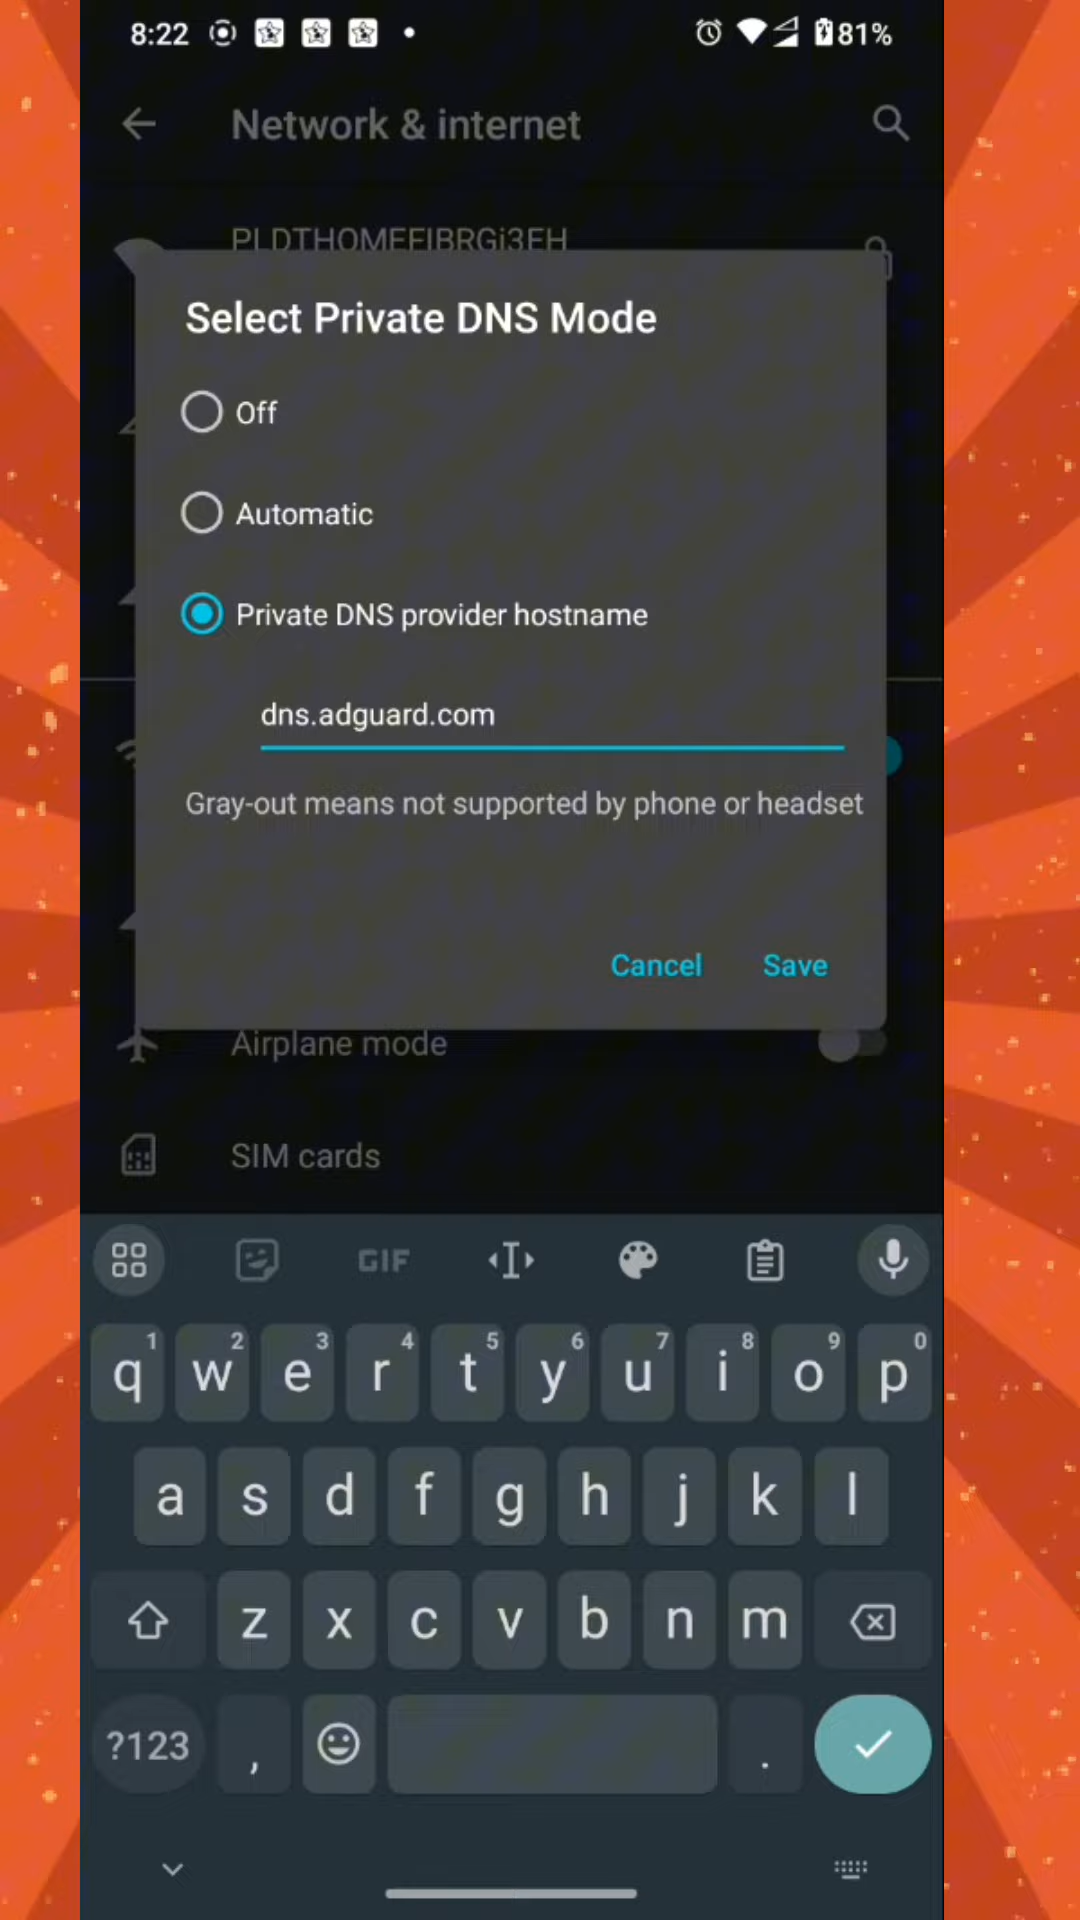 8:22
81%
Network & internet
PLDTHOMEFIBRGi3EH
Select Private DNS Mode
Off
Automatic
Private DNS provider hostname
dns.adguard.com
Gray-out means not supported by phone or headset
Cancel Save
Airplane mode
SIM cards
GIF
1 2 3 4 5 6 7 8 9 0
q w e r t y u i o p
a s d f g h j k l
z x c v b n m
?123 , .